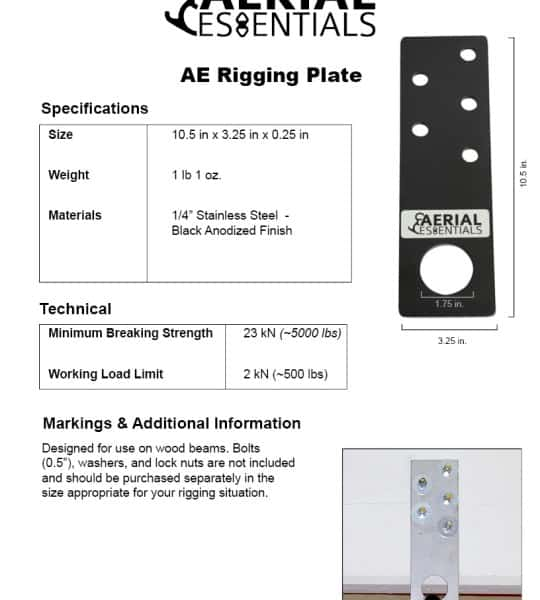 AERIAL
ESSENTIALS
AE Rigging Plate
Specifications
Size 10.5 in x 3.25 in x 0.25 in
Weight 1 lb 1 oz.
Materials 1/4” Stainless Steel -
Black Anodized Finish
AERIAL
ESSENTIALS
1.75 in.
10.5 in.
3.25 in.
Technical
Minimum Breaking Strength 23 kN (~5000 lbs)
Working Load Limit 2 kN (~500 lbs)
Markings & Additional Information
Designed for use on wood beams. Bolts
(0.5”), washers, and lock nuts are not included
and should be purchased separately in the
size appropriate for your rigging situation.